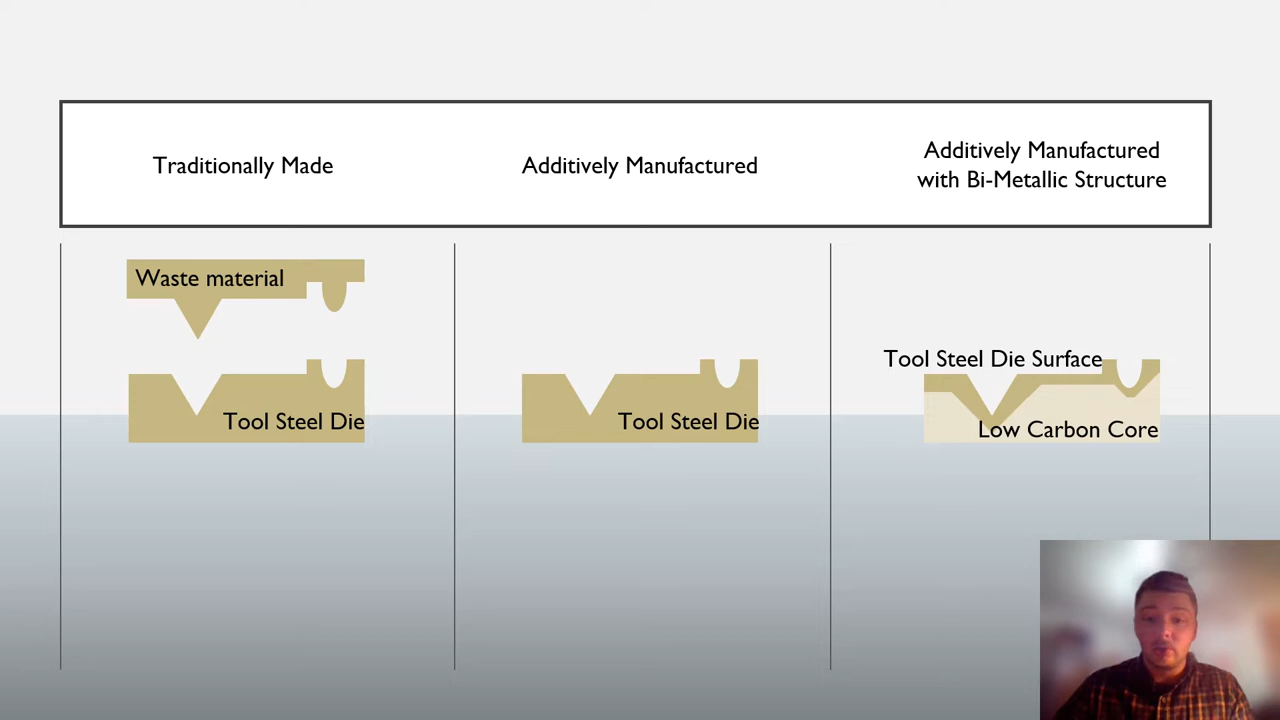 Traditionally Made
Additively Manufactured
Additively Manufactured
with Bi-Metallic Structure
Waste material
Tool Steel Die
Tool Steel Die
Tool Steel Die Surface
Low Carbon Core